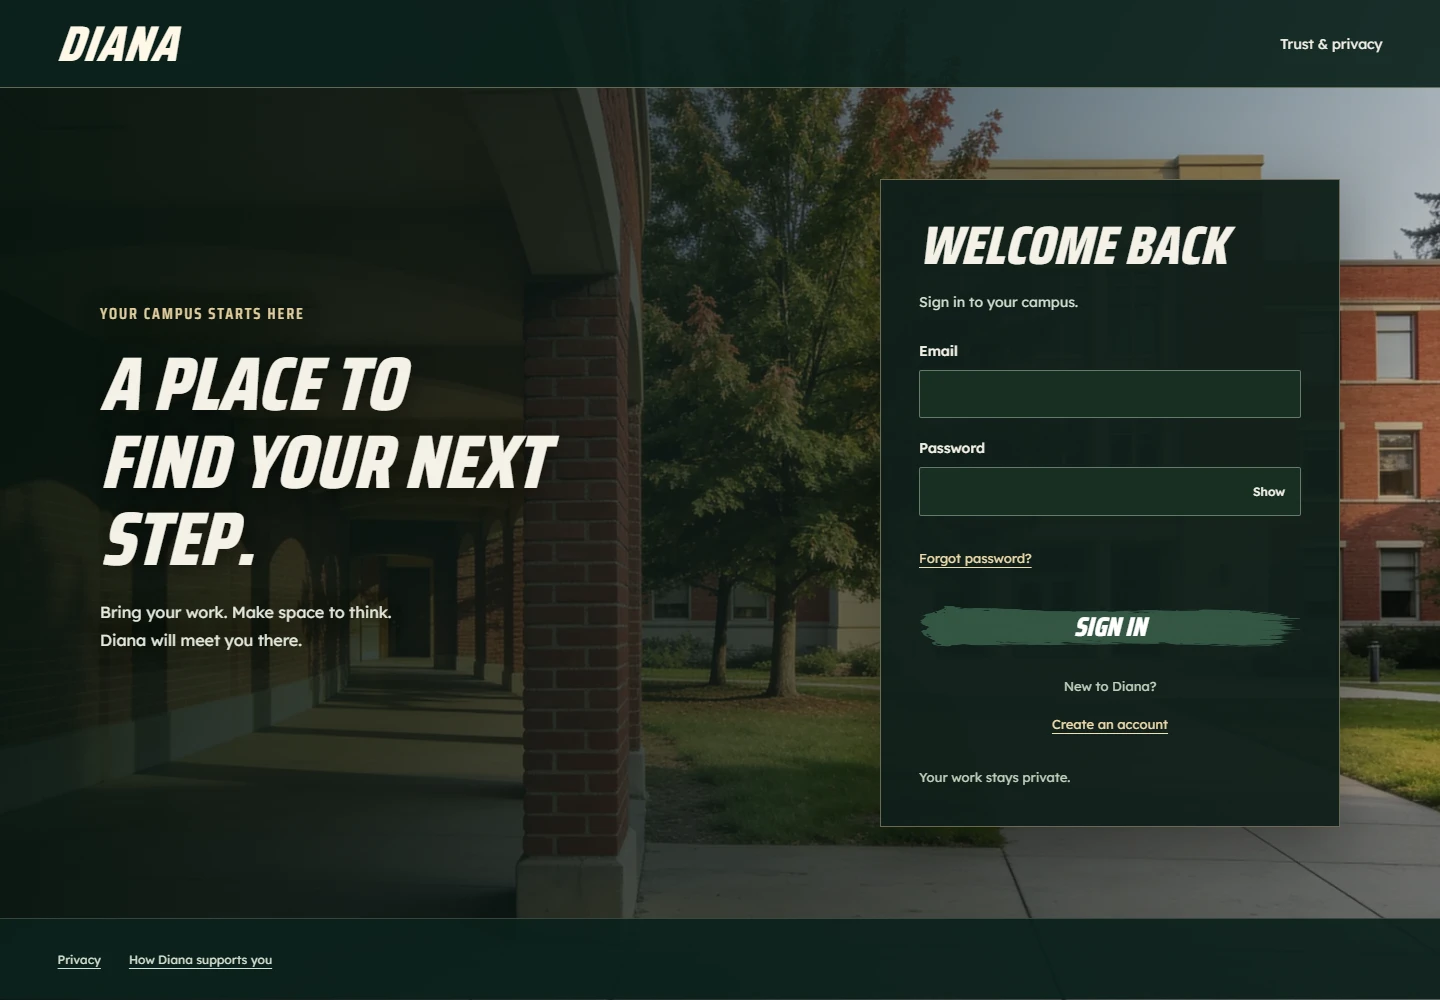 DIANA
Trust & privacy
YOUR CAMPUS STARTS HERE
A PLACE TO
FIND YOUR NEXT
STEP.
Bring your work. Make space to think.
Diana will meet you there.
WELCOME BACK
Sign in to your campus.
Email
Password
Show
Forgot password?
SIGN IN
New to Diana?
Create an account
Your work stays private.
Privacy
How Diana supports you